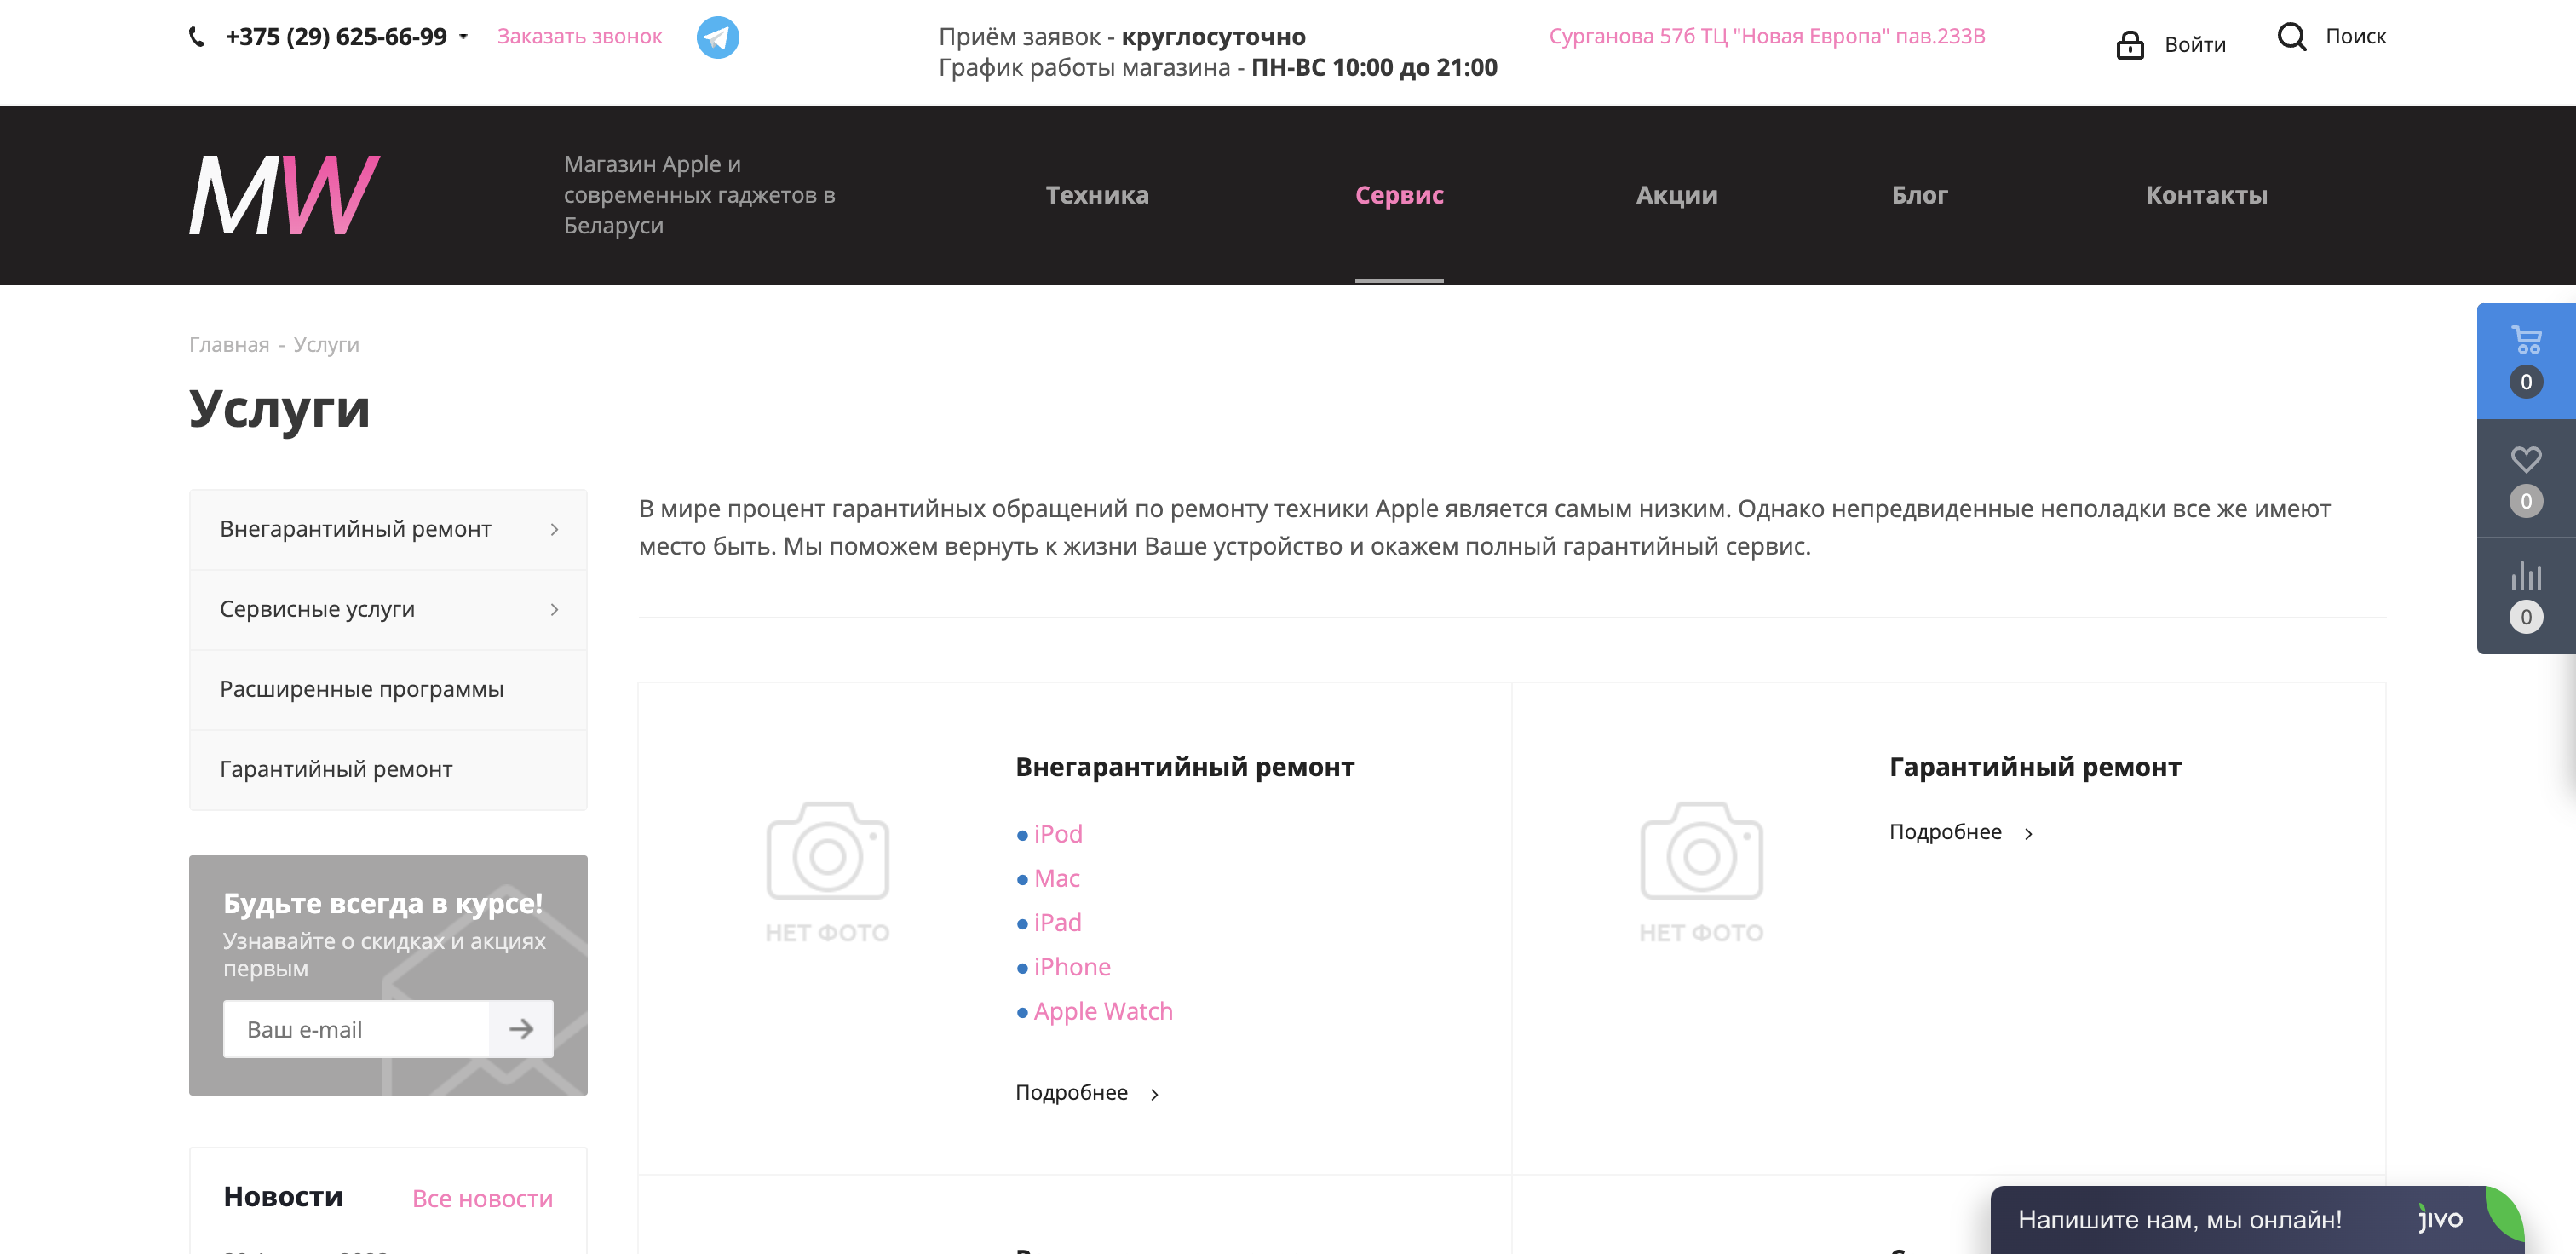 +375 (29) 625-66-99
Заказать звонок
Приём заявок - круглосуточно
График работы магазина - ПН-ВС 10:00 до 21:00
Сурганова 57б ТЦ "Новая Европа" пав.233В
Войти
Поиск
MW
Магазин Apple и
современных гаджетов в
Беларуси
Техника
Сервис
Акции
Блог
Контакты
Главная - Услуги
Услуги
0
0
0
Внегарантийный ремонт
Сервисные услуги
Расширенные программы
Гарантийный ремонт
В мире процент гарантийных обращений по ремонту техники Apple является самым низким. Однако непредвиденные неполадки все же имеют
место быть. Мы поможем вернуть к жизни Ваше устройство и окажем полный гарантийный сервис.
НЕТ ФОТО
Внегарантийный ремонт
iPod
Mac
iPad
iPhone
Apple Watch
Подробнее
НЕТ ФОТО
Гарантийный ремонт
Подробнее
Будьте всегда в курсе!
Узнавайте о скидках и акциях
первым
Ваш e-mail
Новости
Все новости
Напишите нам, мы онлайн!
jivo